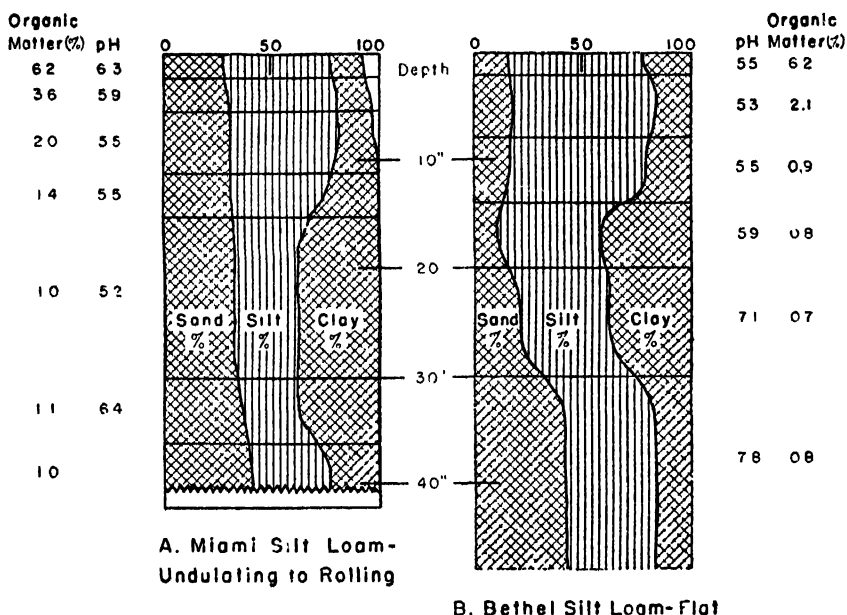 Organic
Matter(%) pH
0 50 100
Depth
0 50 100
Organic
pH Matter(%)
62 63
36 59
20 55
14 55
10 52
11 64
10
10"
20
30'
40"
Sand
%
Silt
%
Clay
%
Sand
%
Silt
%
Clay
%
55 62
53 2.1
55 0.9
59 08
71 07
78 08
A. Miami Silt Loam-
Undulating to Rolling
B. Bethel Silt Loam-Flat